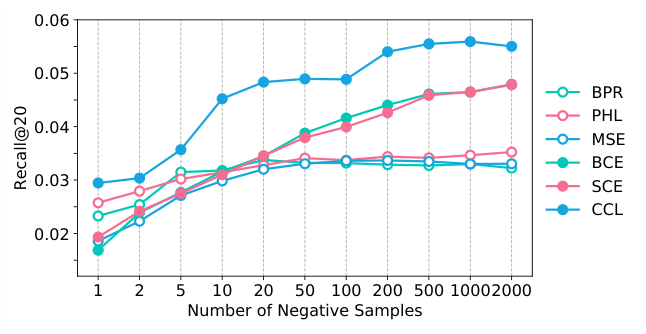 0.06
0.05
0.04
0.03
0.02
Recall@20
1 2 5 10 20 50 100 200 500 1000 2000
Number of Negative Samples
BPR
PHL
MSE
BCE
SCE
CCL